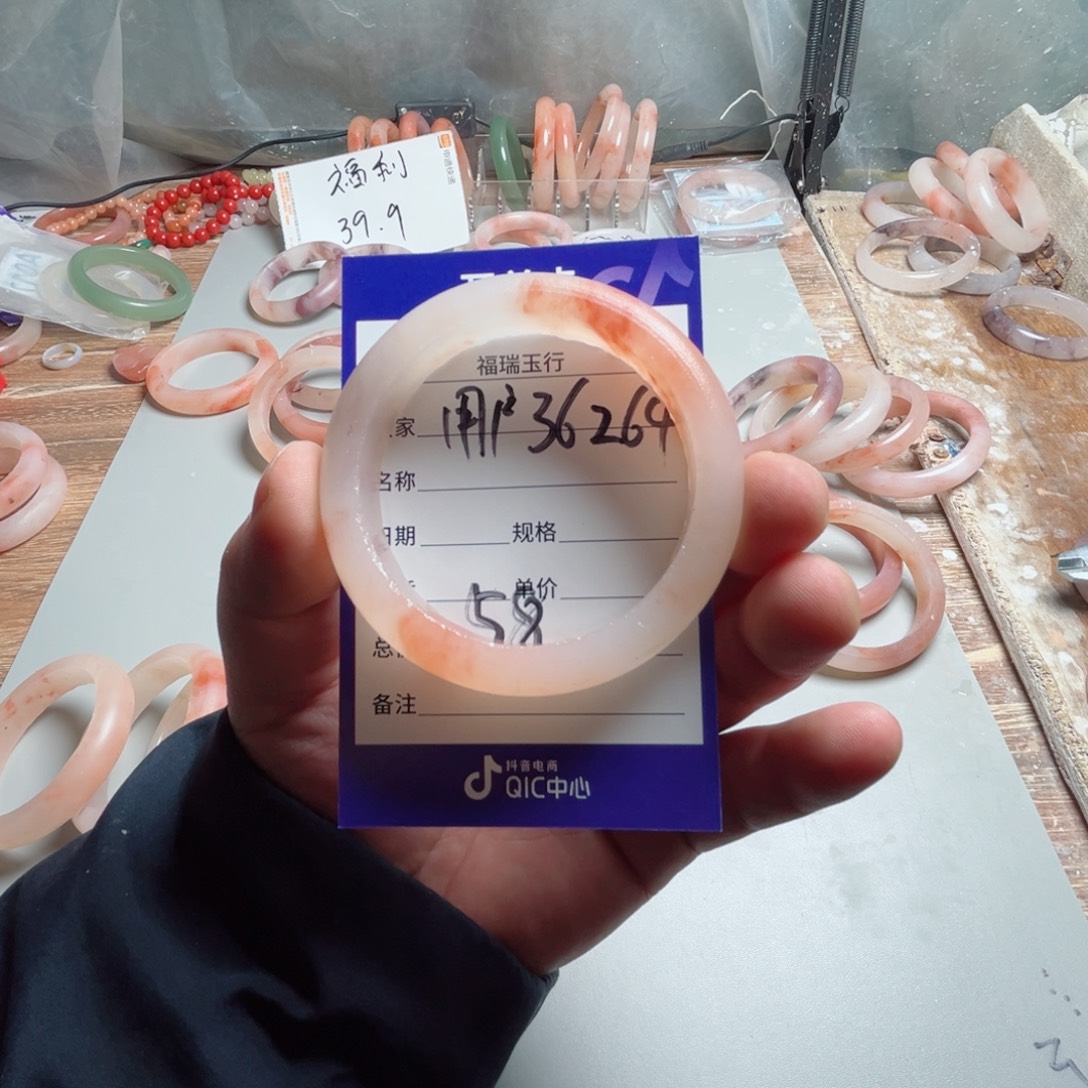 福利
39.9
福瑞玉行
家 用户36264
名称
日期 规格
单价
58
备注
抖音电商
QIC中心